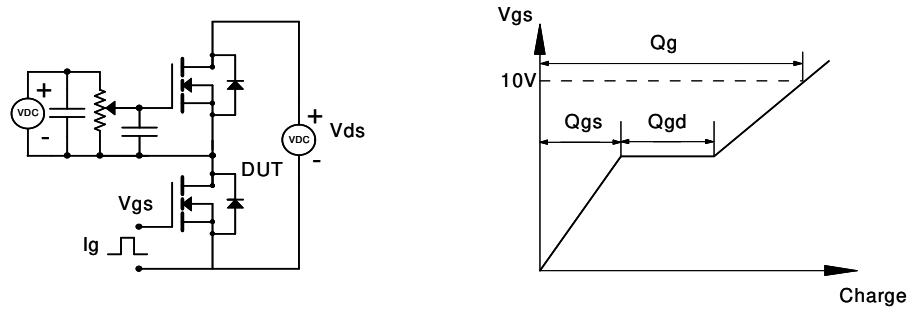 VDC
+
-
+
VDC
-
Vds
DUT
Vgs
Ig
Vgs
Qg
10V
Qgs
Qgd
Charge